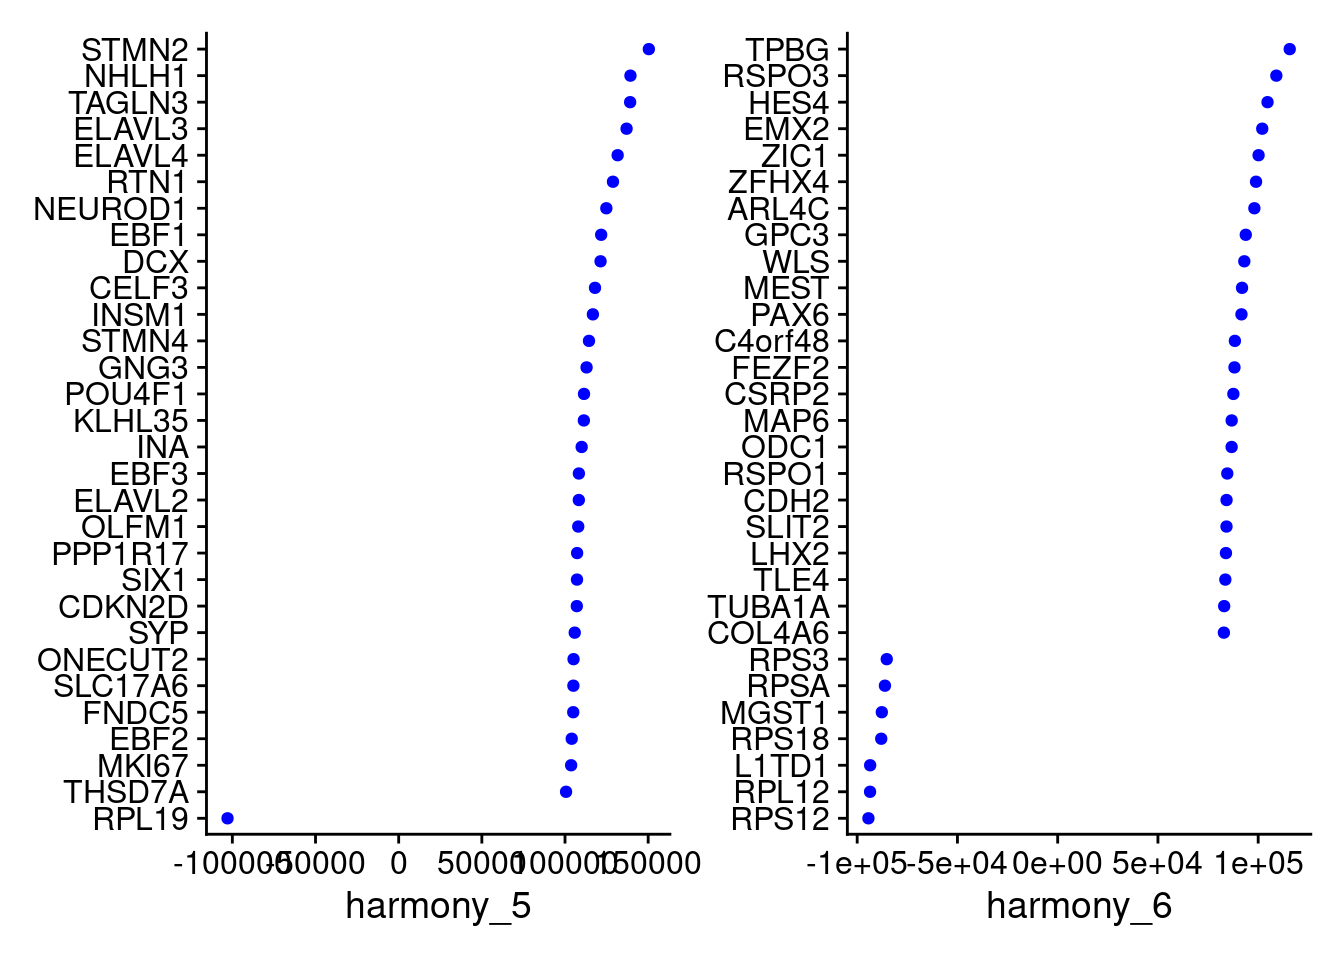 STMN2
NHLH1
TAGLN3
ELAVL3
ELAVL4
RTN1
NEUROD1
EBF1
DCX
CELF3
INSM1
STMN4
GNG3
POU4F1
KLHL35
INA
EBF3
ELAVL2
OLFM1
PPP1R17
SIX1
CDKN2D
SYP
ONECUT2
SLC17A6
FNDC5
EBF2
MKI67
THSD7A
RPL19
-100000 -50000 0 50000 100000 150000
harmony_5
TPBG
RSPO3
HES4
EMX2
ZIC1
ZFHX4
ARL4C
GPC3
WLS
MEST
PAX6
C4orf48
FEZF2
CSRP2
MAP6
ODC1
RSPO1
CDH2
SLIT2
LHX2
TLE4
TUBA1A
COL4A6
RPS3
RPSA
MGST1
RPS18
L1TD1
RPL12
RPS12
-1e+05 -5e+04 0e+00 5e+04 1e+05
harmony_6